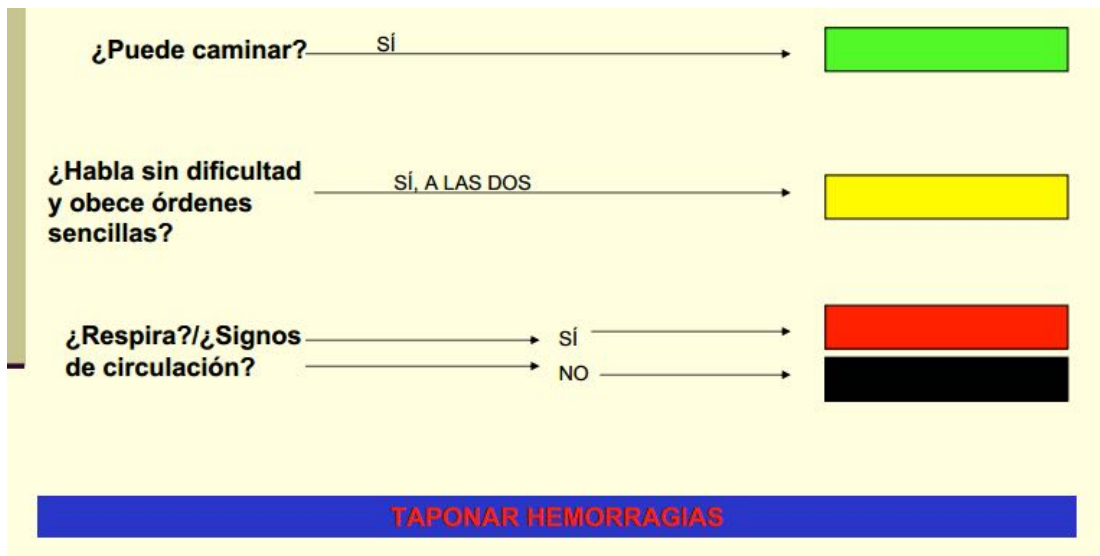 ¿Puede caminar?
SÍ
¿Habla sin dificultad
y obece órdenes
sencillas?
SÍ, A LAS DOS
¿Respira?/¿Signos
de circulación?
SÍ
NO
TAPONAR HEMORRAGIAS